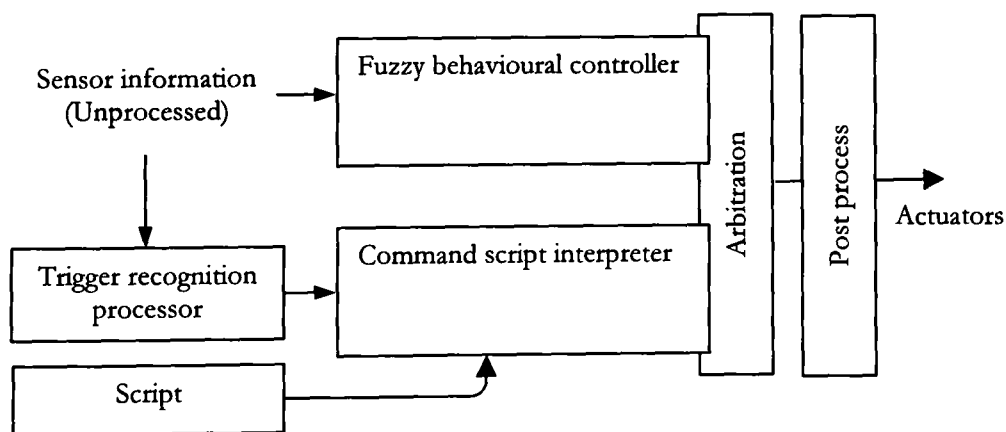 Sensor information
(Unprocessed)
Fuzzy behavioural controller
Arbitration
Post process
Actuators
Trigger recognition
processor
Command script interpreter
Script